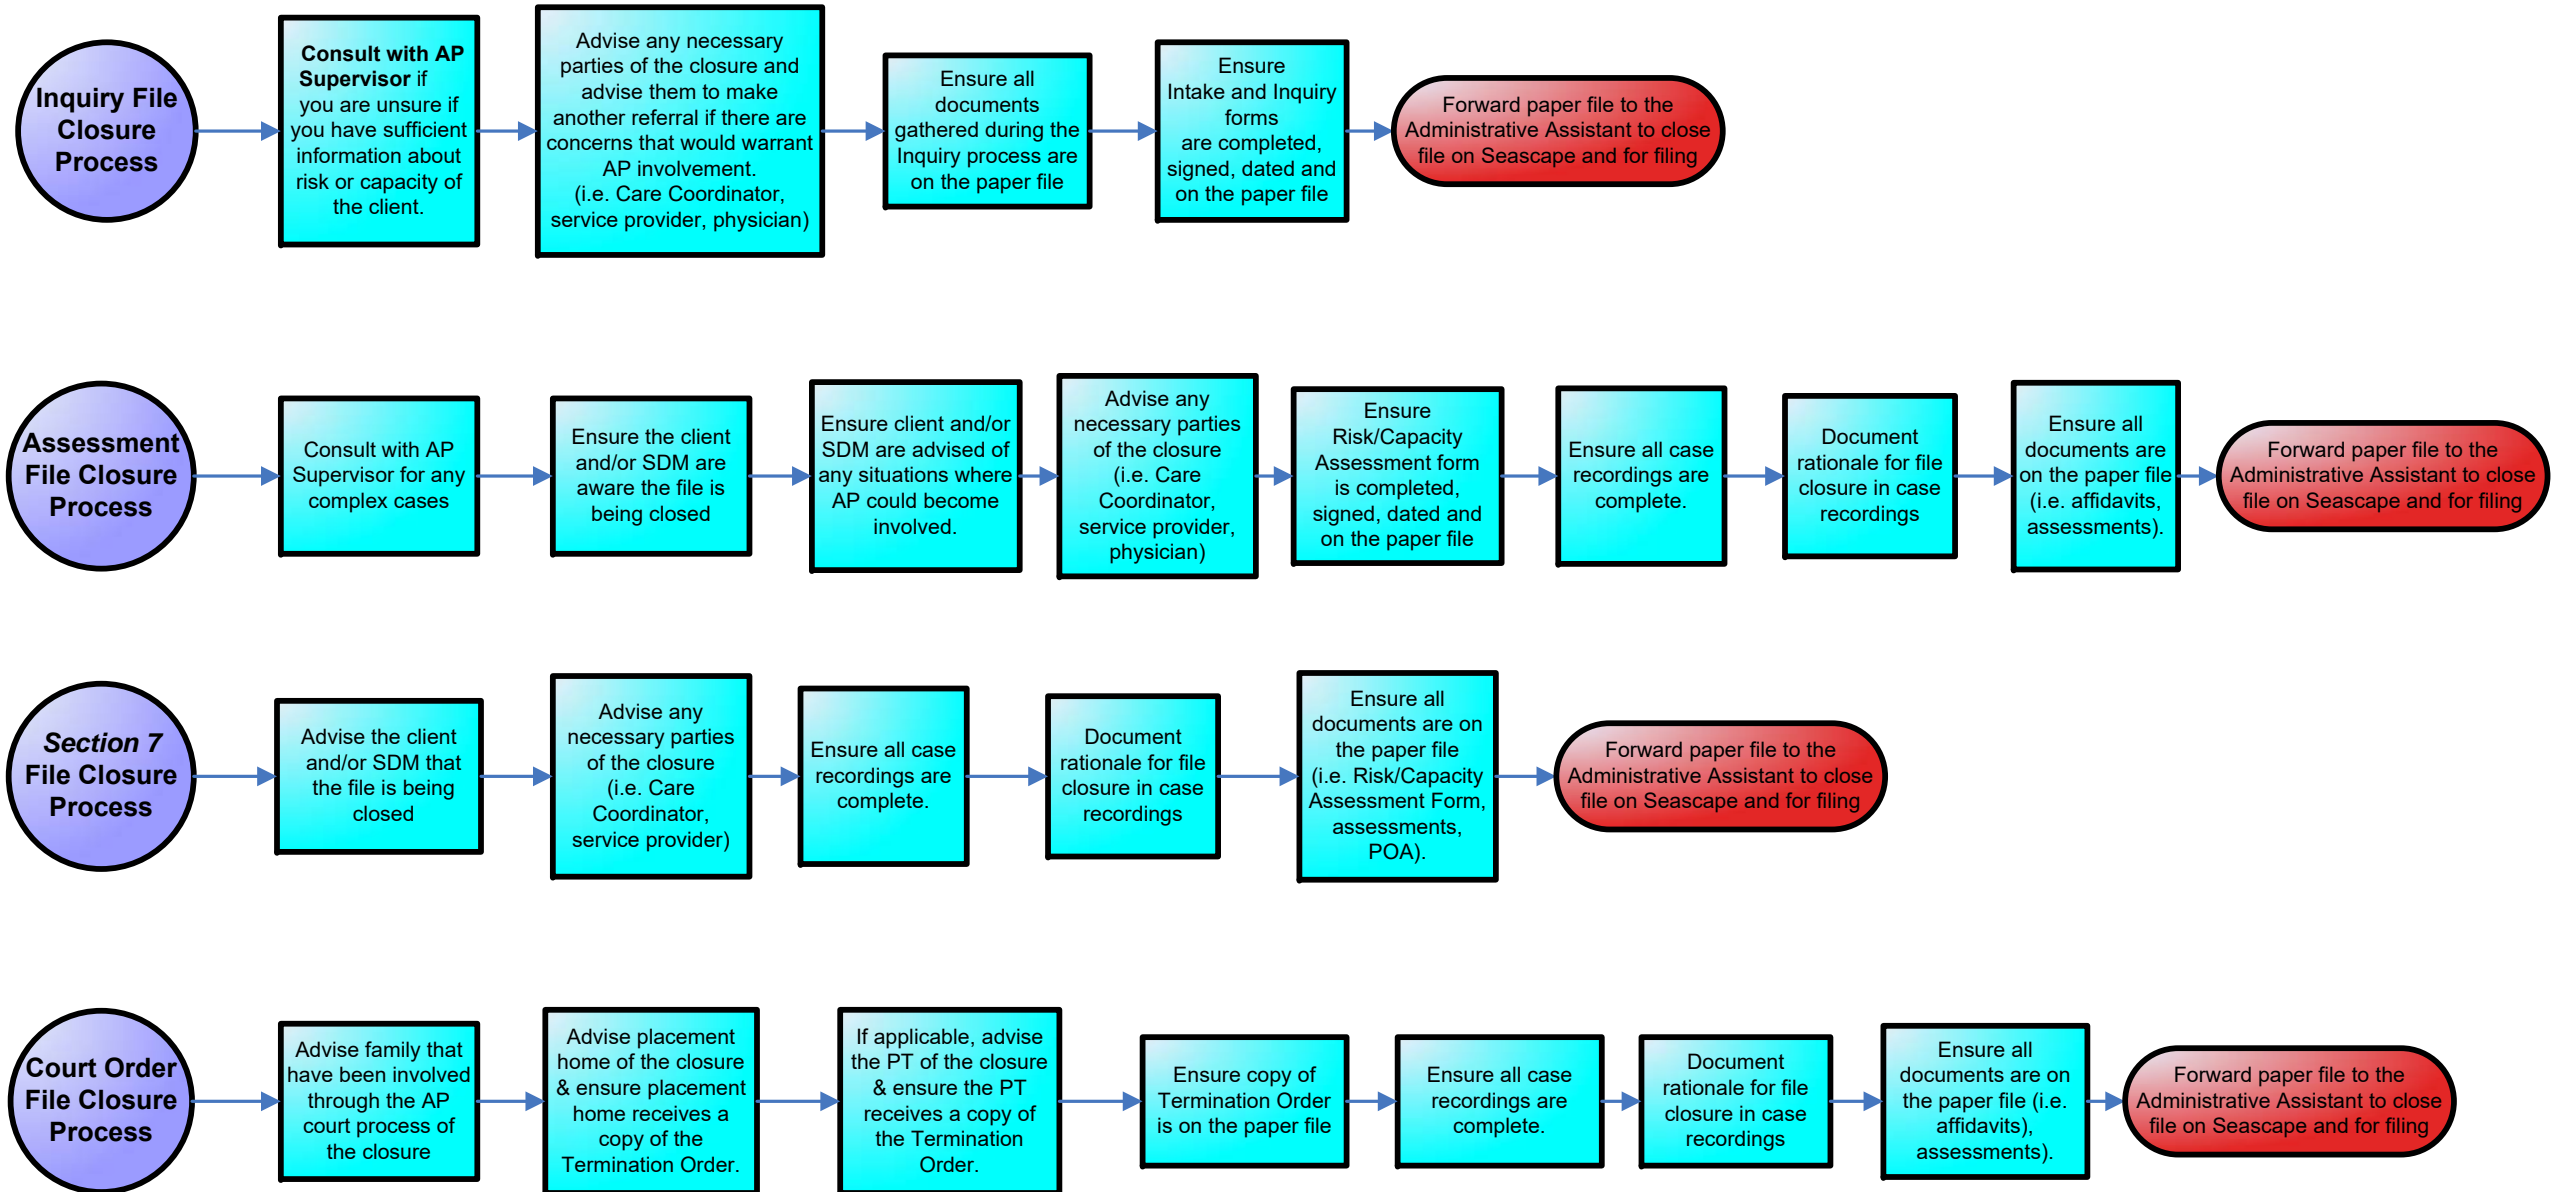 Inquiry File
Closure
Process
Consult with AP
Supervisor if
you are unsure if
you have sufficient
information about
risk or capacity of
the client.
Advise any necessary
parties of the closure and
advise them to make
another referral if there are
concerns that would warrant
AP involvement.
(i.e. Care Coordinator,
service provider, physician)
Ensure all
documents
gathered during the
Inquiry process are
on the paper file
Ensure
Intake and Inquiry
forms
are completed,
signed, dated and
on the paper file
Forward paper file to the
Administrative Assistant to close
file on Seascape and for filing
Assessment
File Closure
Process
Consult with AP
Supervisor for any
complex cases
Ensure the client
and/or SDM are
aware the file is
being closed
Ensure client and/or
SDM are advised of
any situations where
AP could become
involved.
Advise any
necessary parties
of the closure
(i.e. Care
Coordinator,
service provider,
physician)
Ensure
Risk/Capacity
Assessment form
is completed,
signed, dated and
on the paper file
Ensure all case
recordings are
complete.
Document
rationale for file
closure in case
recordings
Ensure all
documents are
on the paper file
(i.e. affidavits,
assessments).
Forward paper file to the
Administrative Assistant to close
file on Seascape and for filing
Section 7
File Closure
Process
Advise the client
and/or SDM that
the file is being
closed
Advise any
necessary parties
of the closure
(i.e. Care
Coordinator,
service provider)
Ensure all case
recordings are
complete.
Document
rationale for file
closure in case
recordings
Ensure all
documents are on
the paper file
(i.e. Risk/Capacity
Assessment Form,
assessments,
POA).
Forward paper file to the
Administrative Assistant to close
file on Seascape and for filing
Court Order
File Closure
Process
Advise family that
have been involved
through the AP
court process of
the closure
Advise placement
home of the closure
& ensure placement
home receives a
copy of the
Termination Order.
If applicable, advise
the PT of the closure
& ensure the PT
receives a copy of
the Termination
Order.
Ensure copy of
Termination Order
is on the paper file
Ensure all case
recordings are
complete.
Document
rationale for file
closure in case
recordings
Ensure all
documents are on
the paper file (i.e.
affidavits),
assessments).
Forward paper file to the
Administrative Assistant to close
file on Seascape and for filing